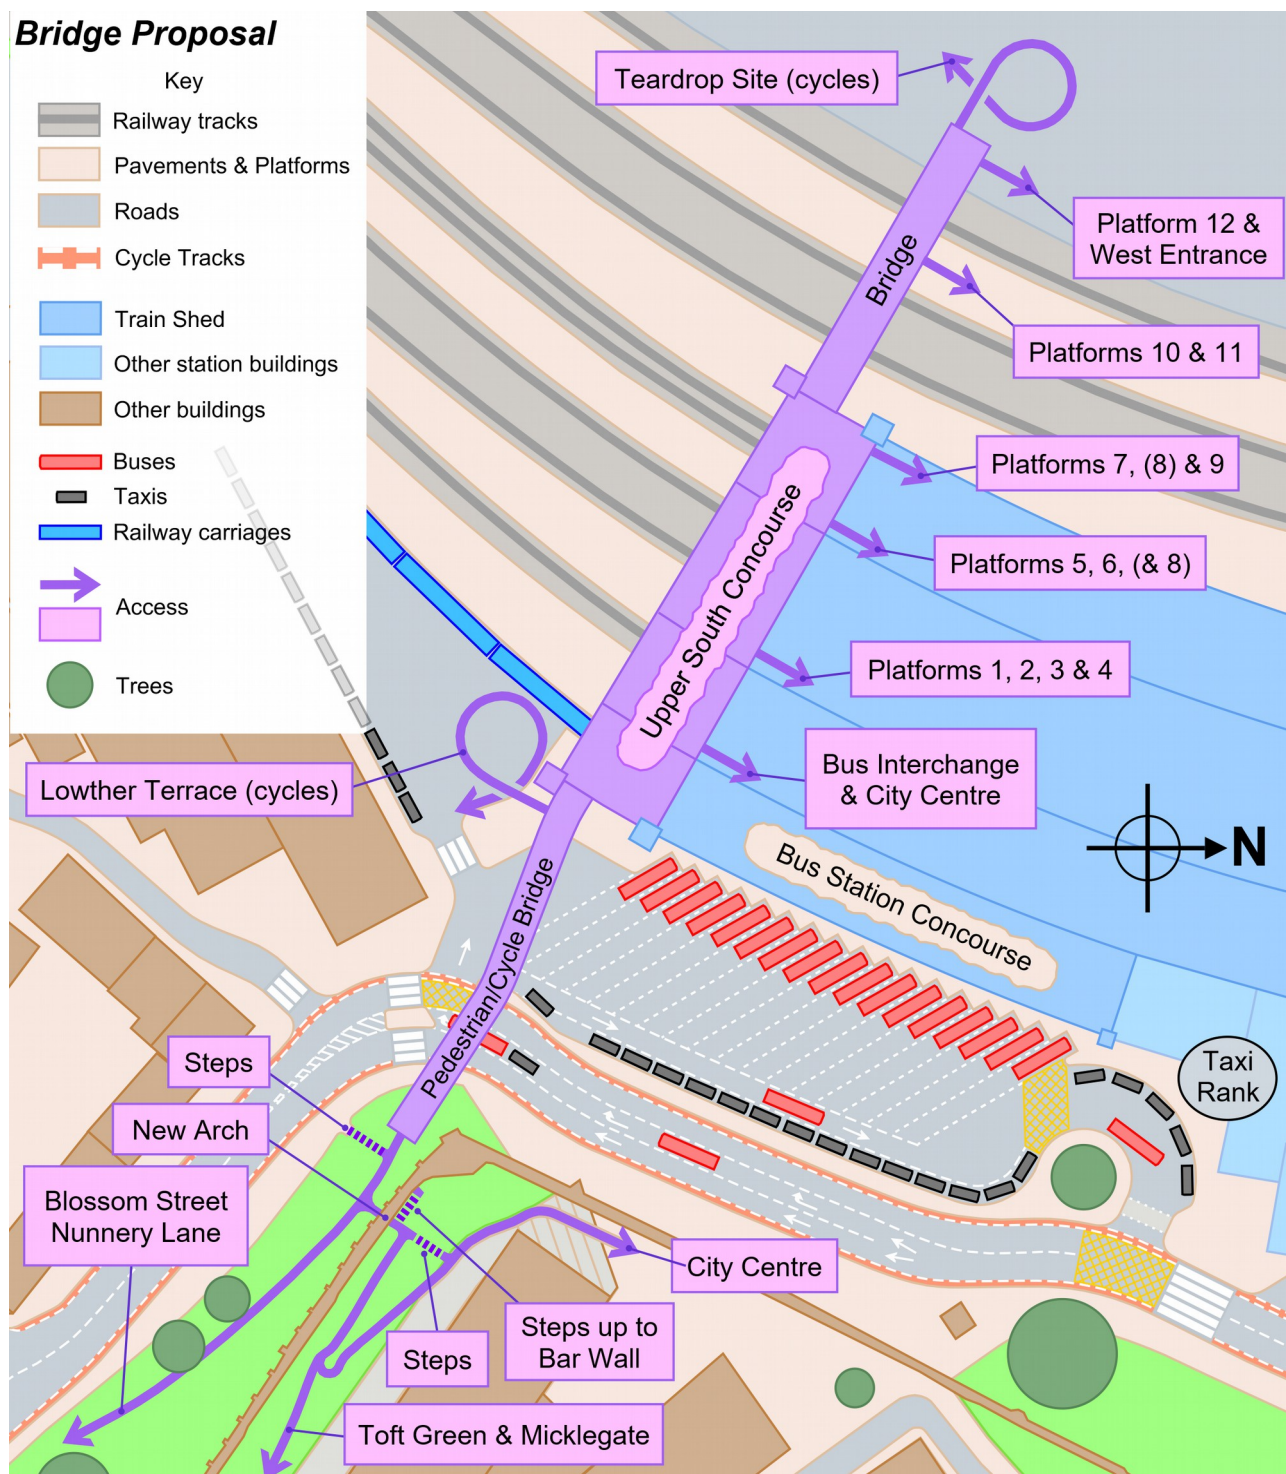 Bridge Proposal
Key
Railway tracks
Pavements & Platforms
Roads
Cycle Tracks
Train Shed
Other station buildings
Other buildings
Buses
Taxis
Railway carriages
Access
Trees
Teardrop Site (cycles)
Platform 12 &
West Entrance
Bridge
Platforms 10 & 11
Platforms 7, (8) & 9
Upper South Concourse
Platforms 5, 6, (& 8)
Platforms 1, 2, 3 & 4
Bus Interchange
& City Centre
Lowther Terrace (cycles)
N
Bus Station Concourse
Pedestrian/Cycle Bridge
Taxi
Rank
Steps
New Arch
Blossom Street
Nunnery Lane
City Centre
Steps up to
Bar Wall
Steps
Toft Green & Micklegate